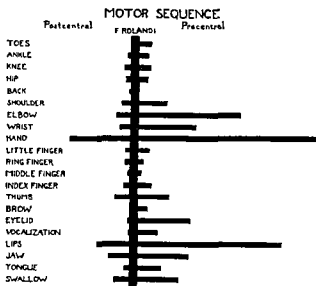 MOTOR SEQUENCE
Postcentral Precentral
F. ROLANDI
TOES
ANKLE
KNEE
HIP
BACK
SHOULDER
ELBOW
WRIST
HAND
LITTLE FINGER
RING FINGER
MIDDLE FINGER
INDEX FINGER
THUMB
BROW
EYELID
VOCALIZATION
LIPS
JAW
TONGUE
SWALLOW